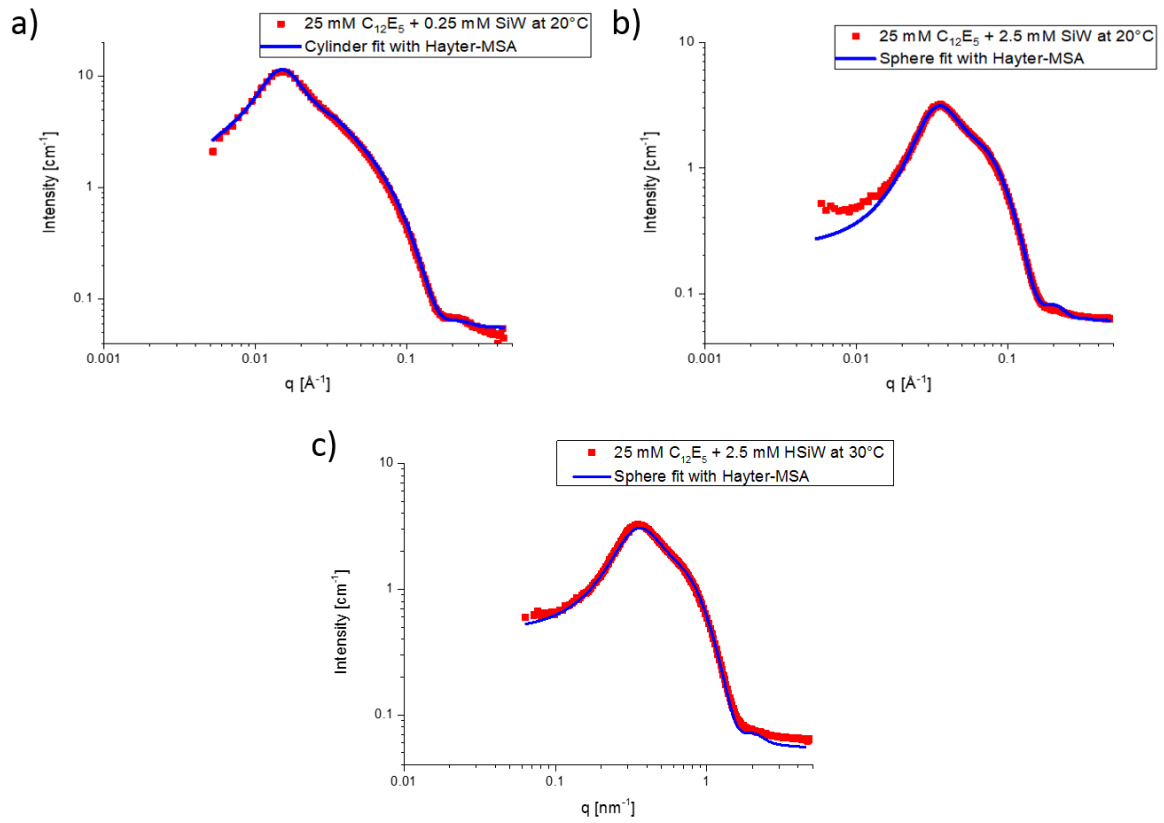 a)
25 mM C₁₂E₅ + 0.25 mM SiW at 20°C
Cylinder fit with Hayter-MSA
10
1
0.1
Intensity [cm⁻¹]
0.001
0.01
0.1
q [Å⁻¹]
b)
25 mM C₁₂E₅ + 2.5 mM SiW at 20°C
Sphere fit with Hayter-MSA
10
1
0.1
Intensity [cm⁻¹]
0.001
0.01
0.1
q [Å⁻¹]
c)
25 mM C₁₂E₅ + 2.5 mM HSiW at 30°C
Sphere fit with Hayter-MSA
10
1
0.1
Intensity [cm⁻¹]
0.01
0.1
1
q [nm⁻¹]